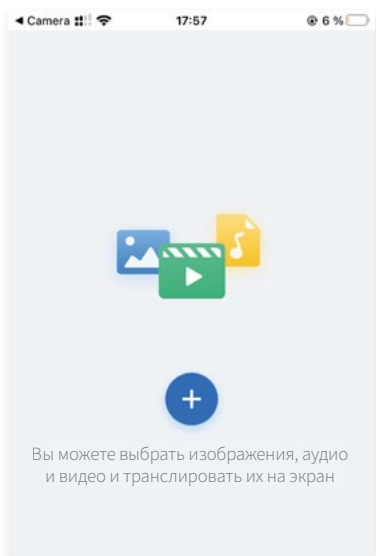 ◀ Camera 17:57 6 %
Вы можете выбрать изображения, аудио
и видео и транслировать их на экран